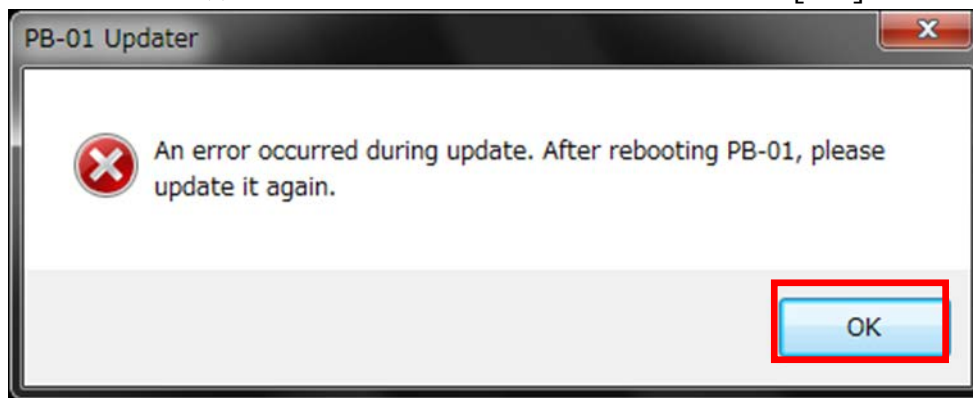 PB-01 Updater
An error occurred during update. After rebooting PB-01, please
update it again.
OK